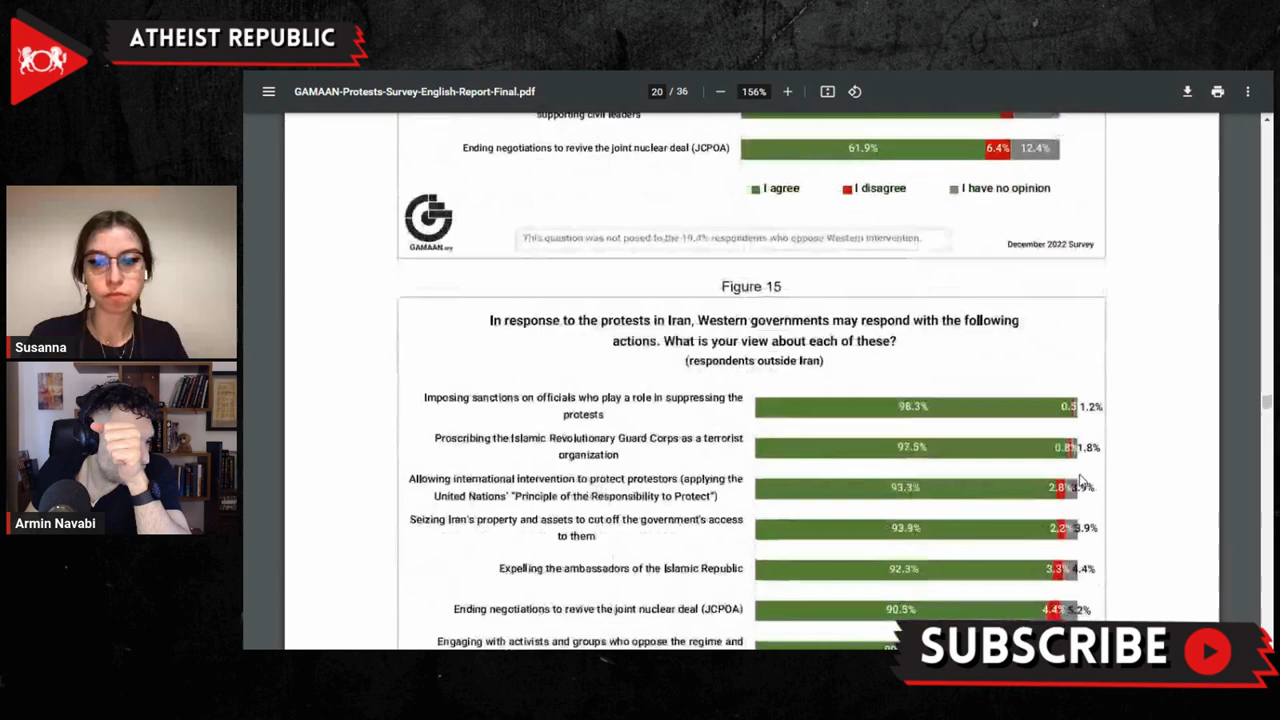 ATHEIST REPUBLIC
GAMAAN-Protests-Survey-English-Report-Final.pdf
20 / 36
156%
supporting civil leaders
Ending negotiations to revive the joint nuclear deal (JCPOA)
61.9% 6.4% 12.4%
I agree I disagree I have no opinion
GAMAAN.org
This question was not posed to the 19.4% respondents who oppose Western intervention.
December 2022 Survey
Figure 15
In response to the protests in Iran, Western governments may respond with the following
actions. What is your view about each of these?
(respondents outside Iran)
Imposing sanctions on officials who play a role in suppressing the
protests
98.3% 0.5 1.2%
Proscribing the Islamic Revolutionary Guard Corps as a terrorist
organization
97.5% 0.8% 1.8%
Allowing international intervention to protect protestors (applying the
United Nations' "Principle of the Responsibility to Protect")
93.3% 2.8%
Seizing Iran's property and assets to cut off the government's access
to them
93.9% 2.2% 3.9%
Expelling the ambassadors of the Islamic Republic
92.3% 3.3% 4.4%
Ending negotiations to revive the joint nuclear deal (JCPOA)
90.5% 4.4% 5.2%
Engaging with activists and groups who oppose the regime and
Susanna
Armin Navabi
SUBSCRIBE